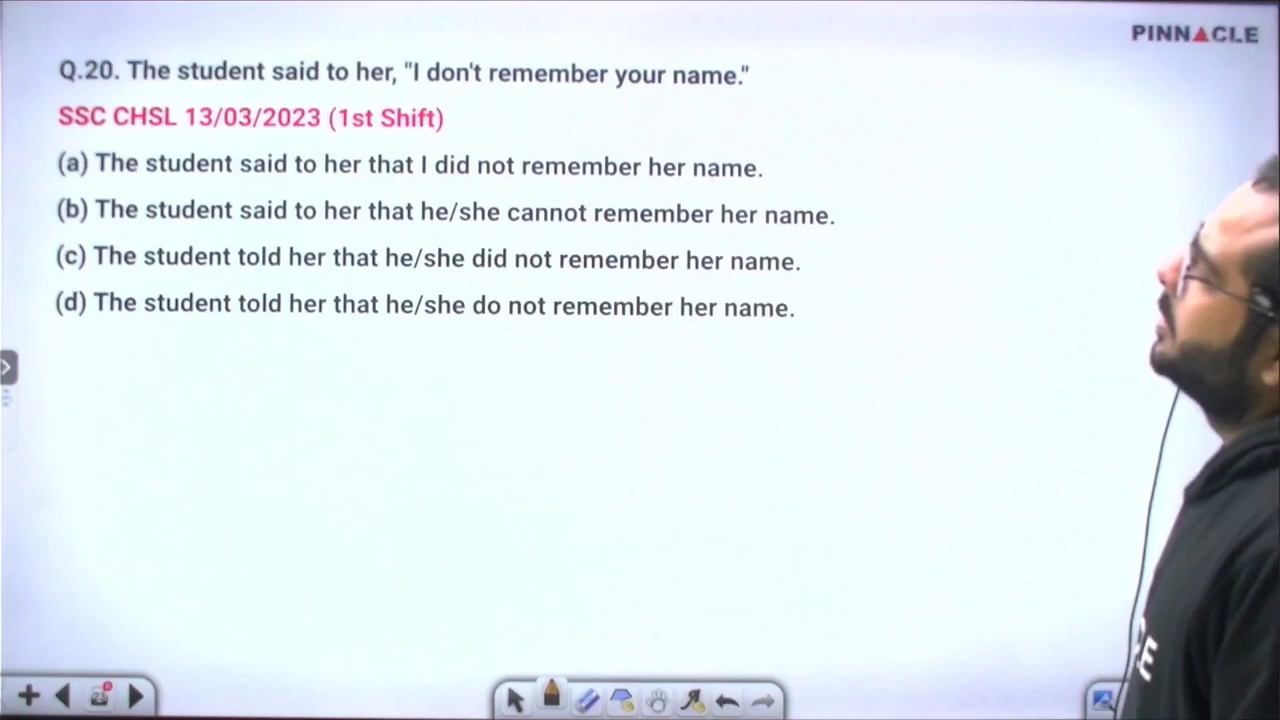 PINNACLE
Q.20. The student said to her, "I don't remember your name."
SSC CHSL 13/03/2023 (1st Shift)
(a) The student said to her that I did not remember her name.
(b) The student said to her that he/she cannot remember her name.
(c) The student told her that he/she did not remember her name.
(d) The student told her that he/she do not remember her name.